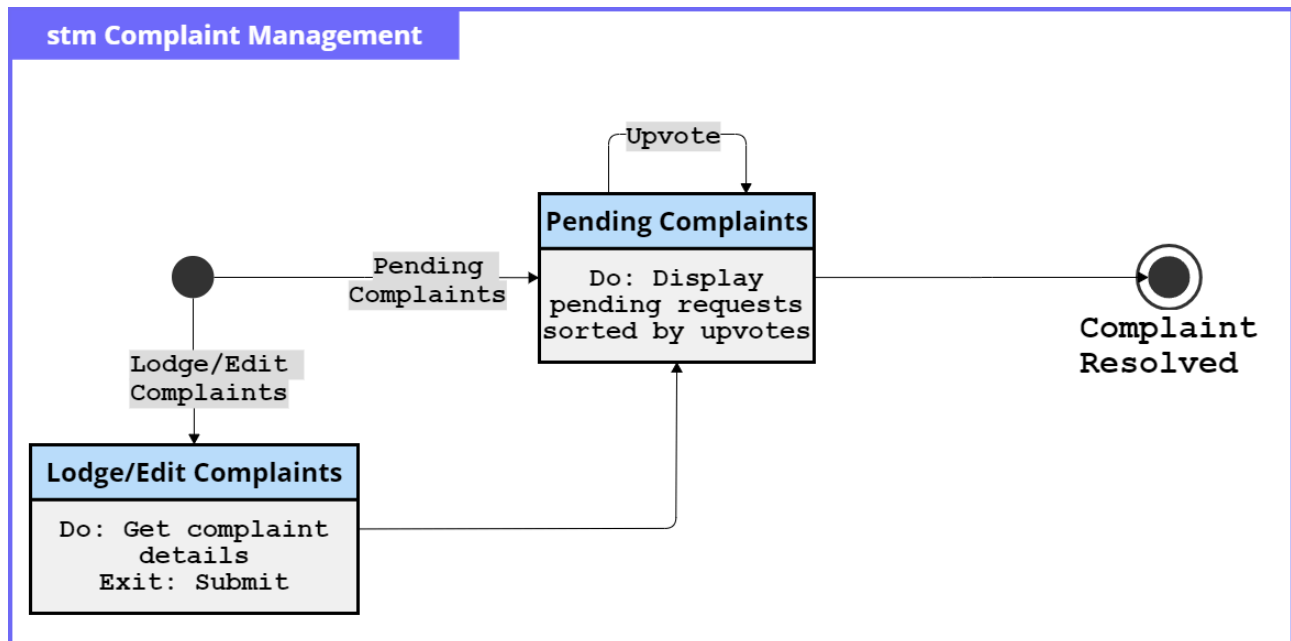 stm Complaint Management
Upvote
Pending Complaints
Do: Display
pending requests
sorted by upvotes
Pending
Complaints
Complaint
Resolved
Lodge/Edit
Complaints
Lodge/Edit Complaints
Do: Get complaint
details
Exit: Submit